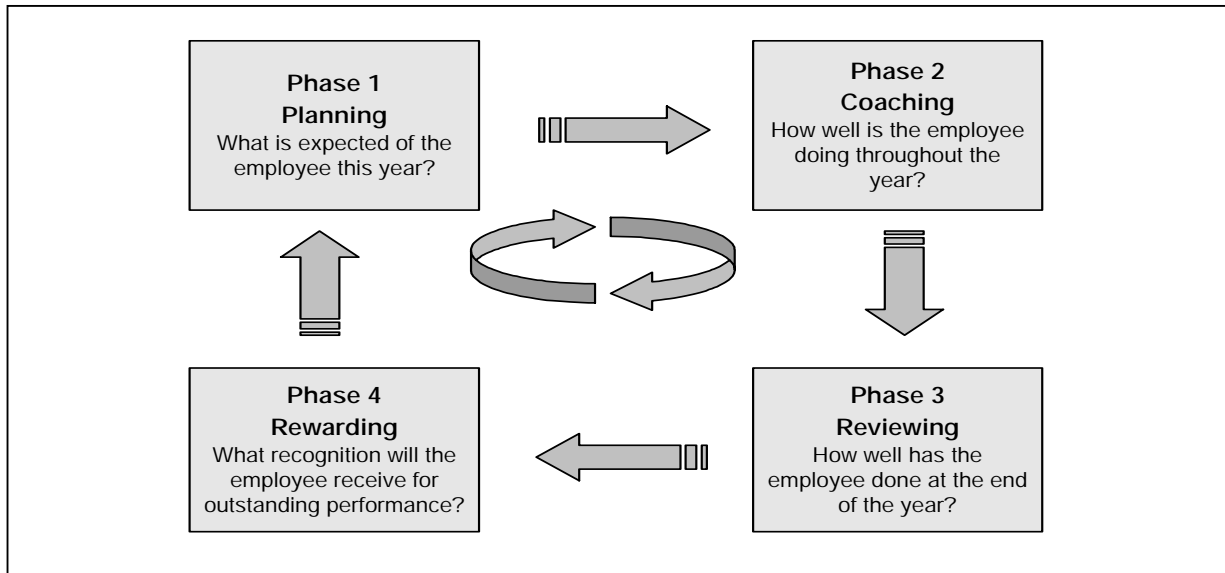 Phase 1
Planning
What is expected of the
employee this year?
Phase 2
Coaching
How well is the employee
doing throughout the
year?
Phase 4
Rewarding
What recognition will the
employee receive for
outstanding performance?
Phase 3
Reviewing
How well has the
employee done at the end
of the year?